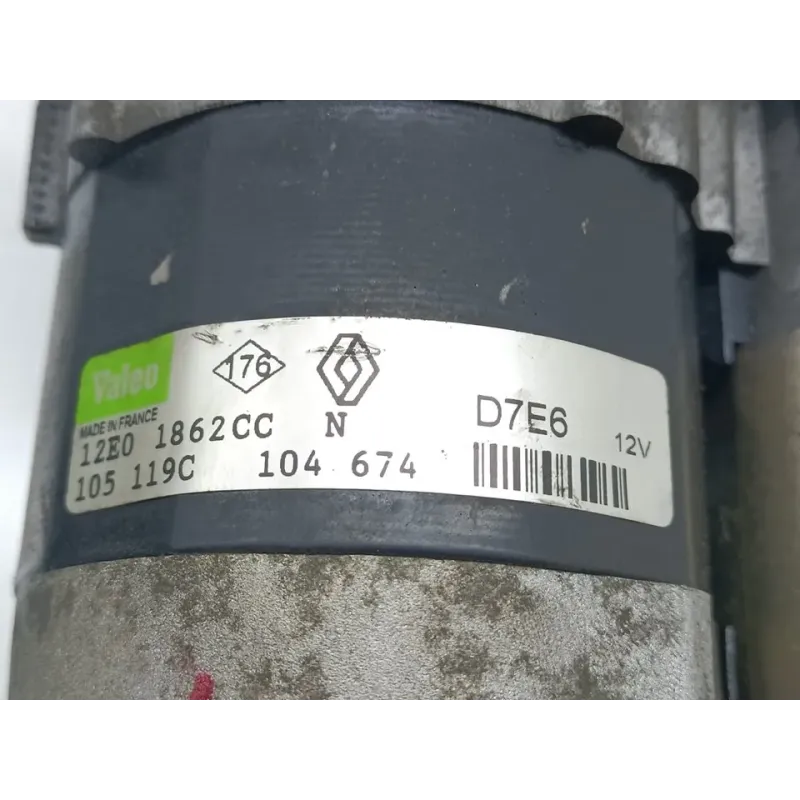 Valeo
176
D7E6
MADE IN FRANCE
12E0 1862CC N
12V
105 119C 104 674